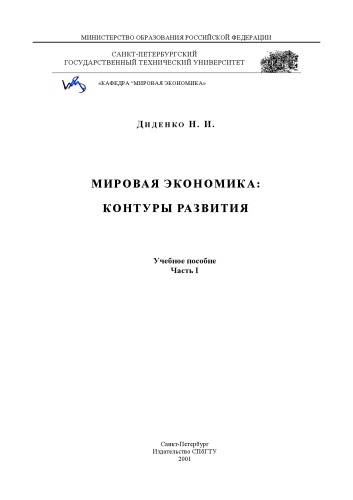 МИНИСТЕРСТВО ОБРАЗОВАНИЯ РОССИЙСКОЙ ФЕДЕРАЦИИ
САНКТ-ПЕТЕРБУРГСКИЙ
ГОСУДАРСТВЕННЫЙ ТЕХНИЧЕСКИЙ УНИВЕРСИТЕТ
«КАФЕДРА “МИРОВАЯ ЭКОНОМИКА»
ДИДЕНКО Н. И.
МИРОВАЯ ЭКОНОМИКА:
КОНТУРЫ РАЗВИТИЯ
Учебное пособие
Часть I
Санкт-Петербург
Издательство СПбГТУ
2001